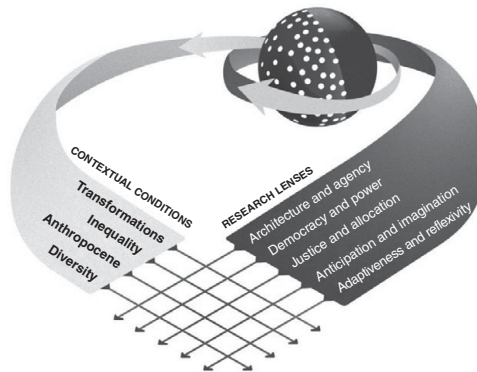 CONTEXTUAL CONDITIONS
Transformations
Inequality
Anthropocene
Diversity
RESEARCH LENSES
Architecture and agency
Democracy and power
Justice and allocation
Anticipation and imagination
Adaptiveness and reflexivity